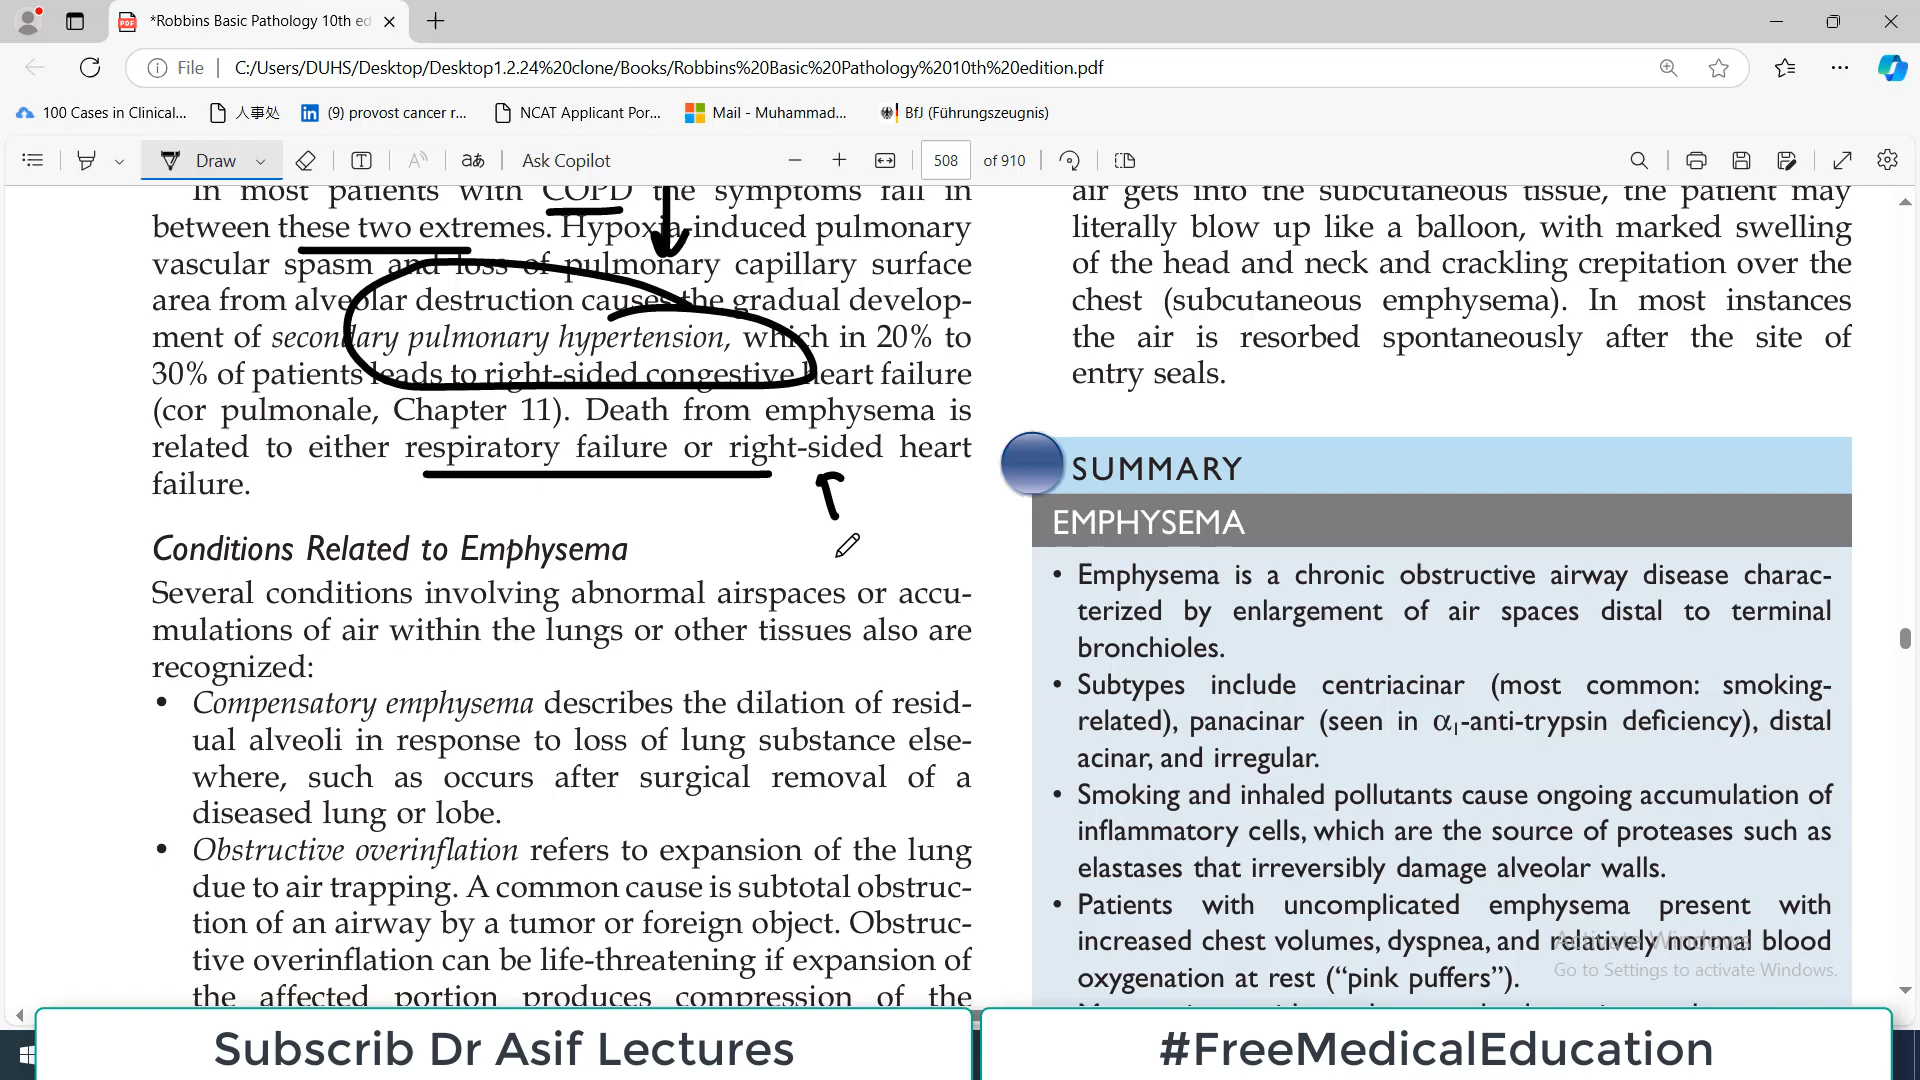 *Robbins Basic Pathology 10th ed
File
C:/Users/DUHS/Desktop/Desktop1.2.24%20clone/Books/Robbins%20Basic%20Pathology%2010th%20edition.pdf
100 Cases in Clinical...
人事处
(9) provost cancer r...
NCAT Applicant Por...
Mail - Muhammad...
BfJ (Führungszeugnis)
Draw
Ask Copilot
508 of 910
In most patients with COPD the symptoms fall in
between these two extremes. Hypoxia-induced pulmonary
vascular spasm and loss of pulmonary capillary surface
area from alveolar destruction causes the gradual develop-
ment of secondary pulmonary hypertension, which in 20% to
30% of patients leads to right-sided congestive heart failure
(cor pulmonale, Chapter 11). Death from emphysema is
related to either respiratory failure or right-sided heart
failure.
Conditions Related to Emphysema
Several conditions involving abnormal airspaces or accu-
mulations of air within the lungs or other tissues also are
recognized:
• Compensatory emphysema describes the dilation of resid-
ual alveoli in response to loss of lung substance else-
where, such as occurs after surgical removal of a
diseased lung or lobe.
• Obstructive overinflation refers to expansion of the lung
due to air trapping. A common cause is subtotal obstruc-
tion of an airway by a tumor or foreign object. Obstruc-
tive overinflation can be life-threatening if expansion of
the affected portion produces compression of the
air gets into the subcutaneous tissue, the patient may
literally blow up like a balloon, with marked swelling
of the head and neck and crackling crepitation over the
chest (subcutaneous emphysema). In most instances
the air is resorbed spontaneously after the site of
entry seals.
SUMMARY
EMPHYSEMA
• Emphysema is a chronic obstructive airway disease charac-
terized by enlargement of air spaces distal to terminal
bronchioles.
• Subtypes include centriacinar (most common: smoking-
related), panacinar (seen in α1-anti-trypsin deficiency), distal
acinar, and irregular.
• Smoking and inhaled pollutants cause ongoing accumulation of
inflammatory cells, which are the source of proteases such as
elastases that irreversibly damage alveolar walls.
• Patients with uncomplicated emphysema present with
increased chest volumes, dyspnea, and relatively normal blood
oxygenation at rest (“pink puffers”).
Activate Windows
Go to Settings to activate Windows.
Subscrib Dr Asif Lectures
#FreeMedicalEducation